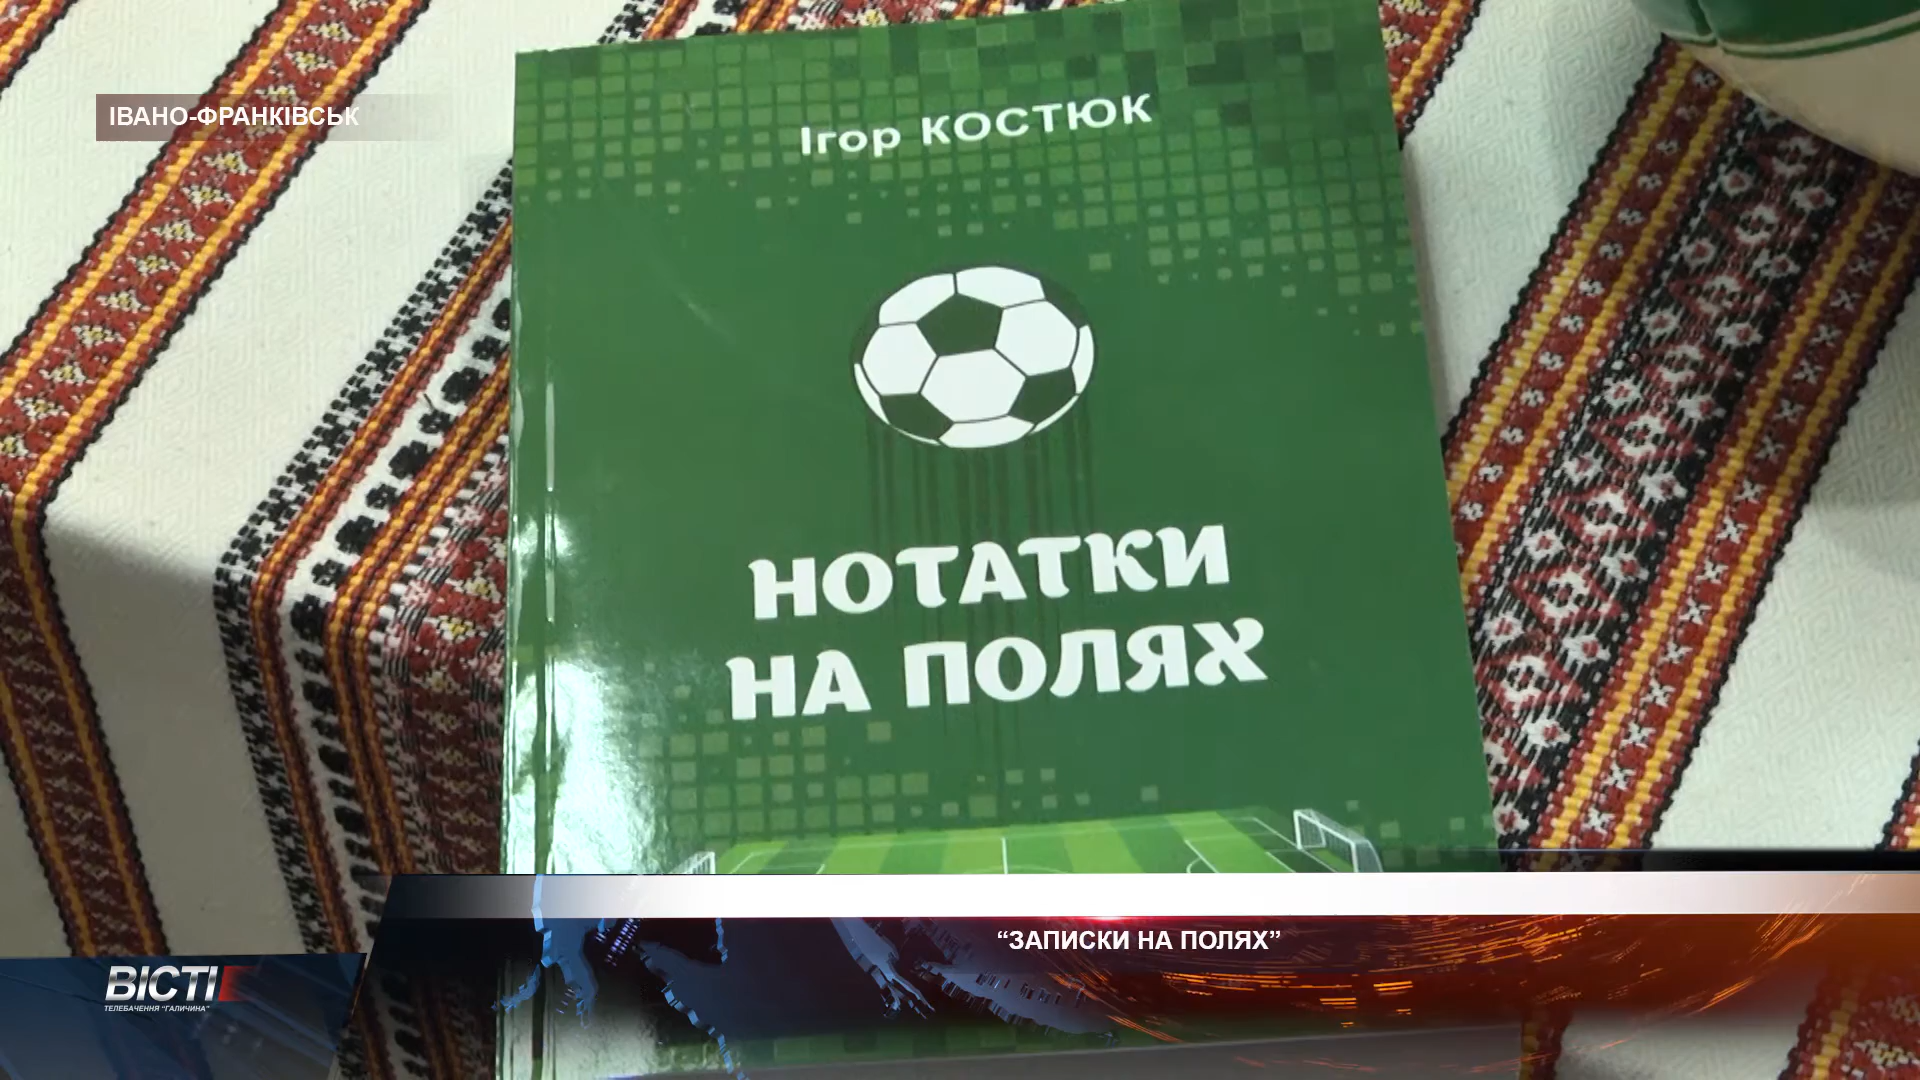 ІВАНО-ФРАНКІВСЬК
Ігор КОСТЮК
НОТАТКИ
НА ПОЛЯХ
“ЗАПИСКИ НА ПОЛЯХ”
ВІСТІ
ТЕЛЕБАЧЕННЯ “ГАЛИЧИНА”